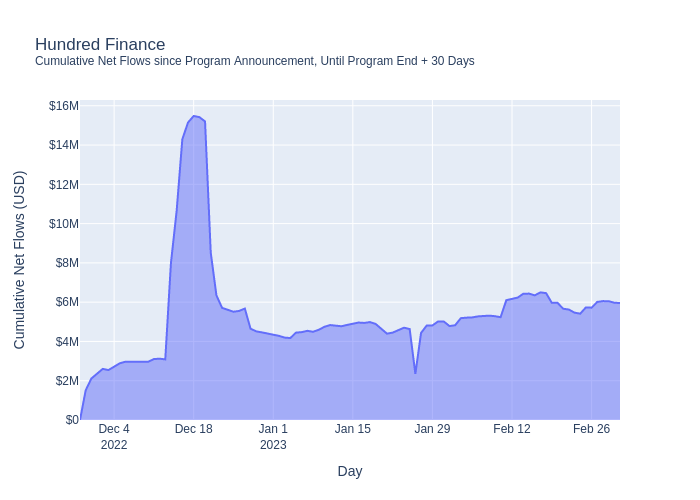 Hundred Finance
Cumulative Net Flows since Program Announcement, Until Program End + 30 Days
Cumulative Net Flows (USD)
$16M
$14M
$12M
$10M
$8M
$6M
$4M
$2M
$0
Dec 4
2022
Dec 18
Jan 1
2023
Jan 15
Jan 29
Feb 12
Feb 26
Day